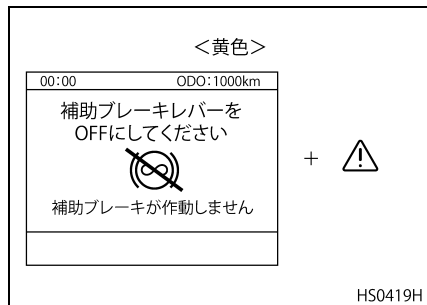 <黄色>
00:00 ODO:1000km
補助ブレーキレバーを
OFFにしてください
補助ブレーキが作動しません
+
HS0419H